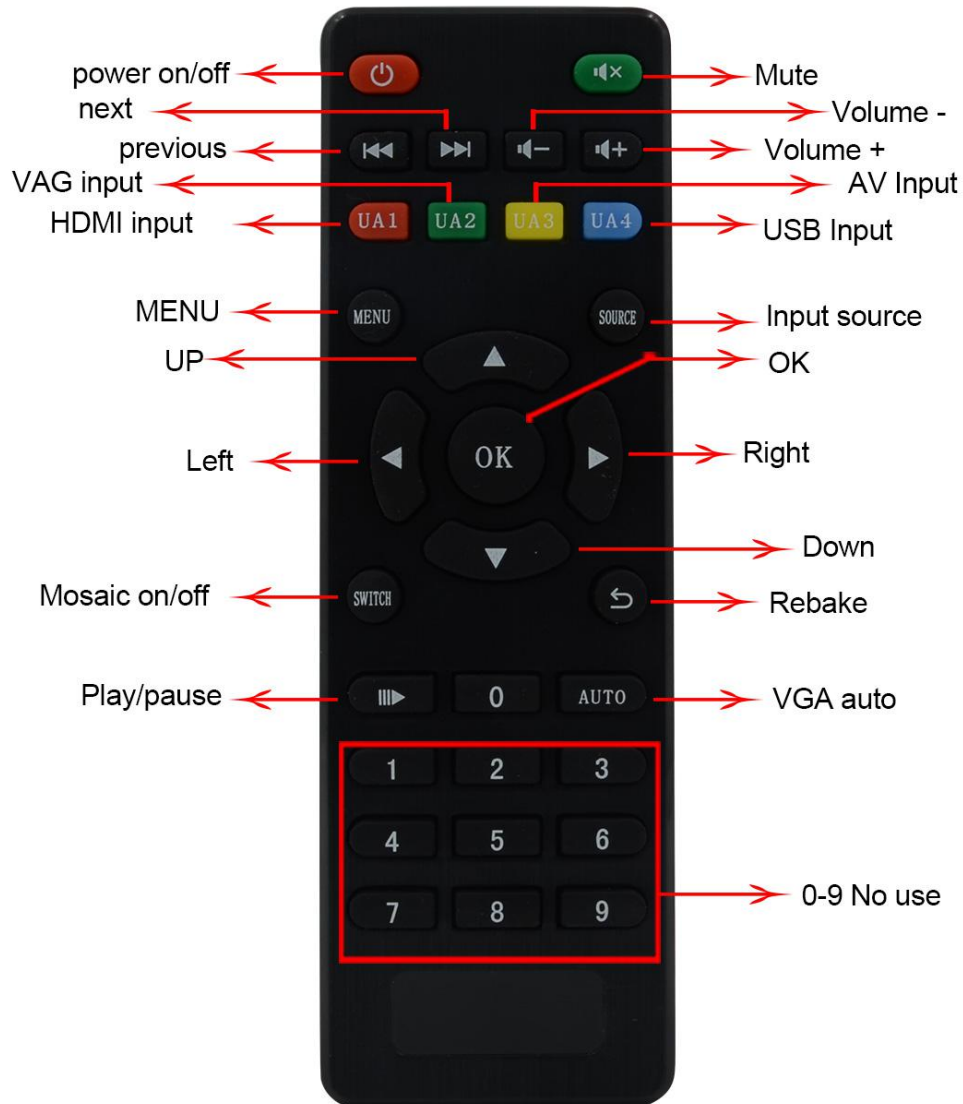 power on/off
Mute
next
Volume -
previous
Volume +
VAG input
AV Input
HDMI input
UA1
UA2
UA3
UA4
USB Input
MENU
MENU
SOURCE
Input source
UP
OK
Left
OK
Right
Down
Mosaic on/off
SWITCH
Rebake
Play/pause
0
AUTO
VGA auto
1 2 3
4 5 6
7 8 9
0-9 No use